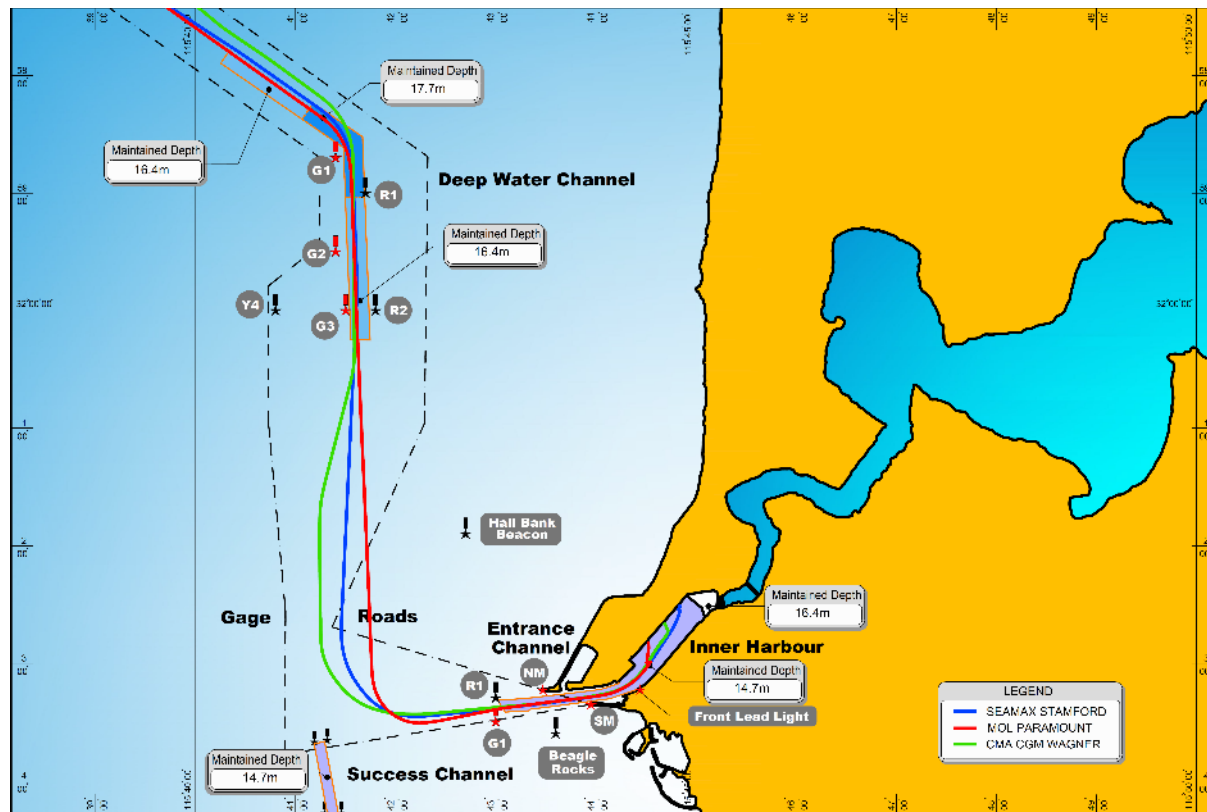 Maintained Depth
17.7m
Maintained Depth
16.4m
G1
R1
Deep Water Channel
Maintained Depth
16.4m
G2
Y4
G3
R2
32°00'00"
Hall Bank
Beacon
Gage
Roads
Entrance
Channel
Maintained Depth
16.4m
Inner Harbour
NM
R1
Maintained Depth
14.7m
Front Lead Light
SM
G1
Beagle
Rocks
Maintained Depth
14.7m
Success Channel
LEGEND
SEAMAX STAMFORD
MOL PARAMOUNT
CMA CGM WAGNER